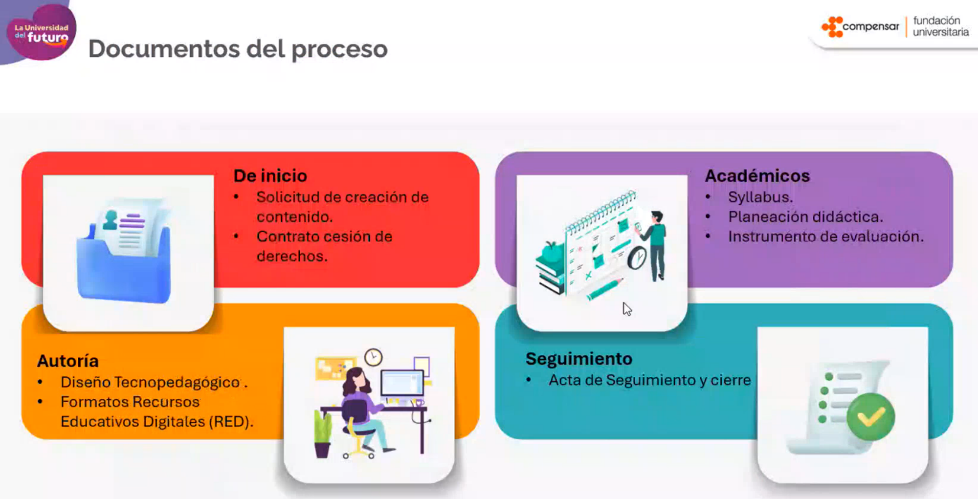 La Universidad
del futuro
Documentos del proceso
compensar
fundación
universitaria
De inicio
• Solicitud de creación de
contenido.
• Contrato cesión de
derechos.
Académicos
• Syllabus.
• Planeación didáctica.
• Instrumento de evaluación.
Autoría
• Diseño Tecnopedagógico .
• Formatos Recursos
Educativos Digitales (RED).
Seguimiento
• Acta de Seguimiento y cierre